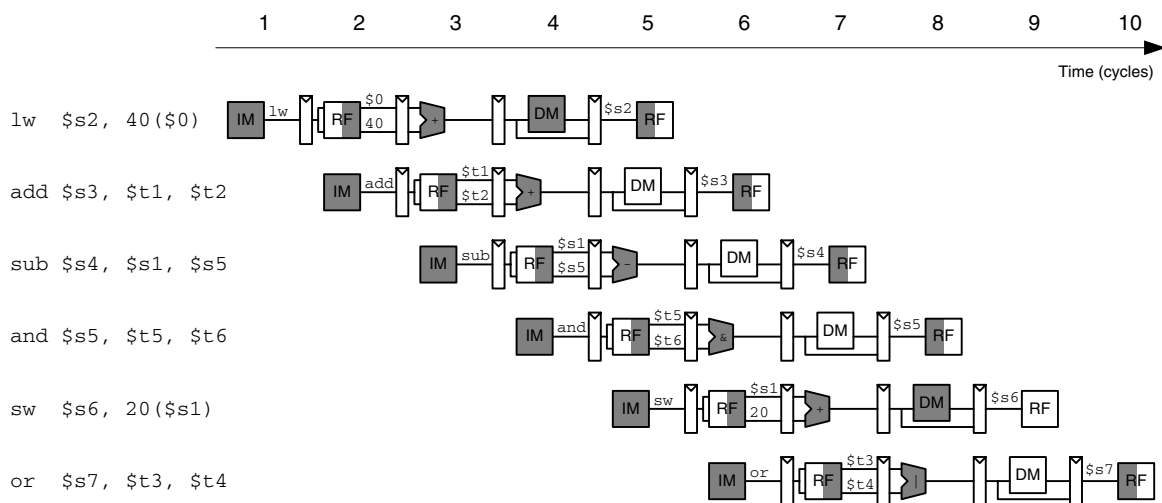 1 2 3 4 5 6 7 8 9 10
Time (cycles)
lw $s2, 40($0) IM lw RF $0 40 + DM $s2 RF
add $s3, $t1, $t2 IM add RF $t1 $t2 + DM $s3 RF
sub $s4, $s1, $s5 IM sub RF $s1 $s5 - DM $s4 RF
and $s5, $t5, $t6 IM and RF $t5 $t6 & DM $s5 RF
sw $s6, 20($s1) IM sw RF $s1 20 + DM $s6 RF
or $s7, $t3, $t4 IM or RF $t3 $t4 | DM $s7 RF